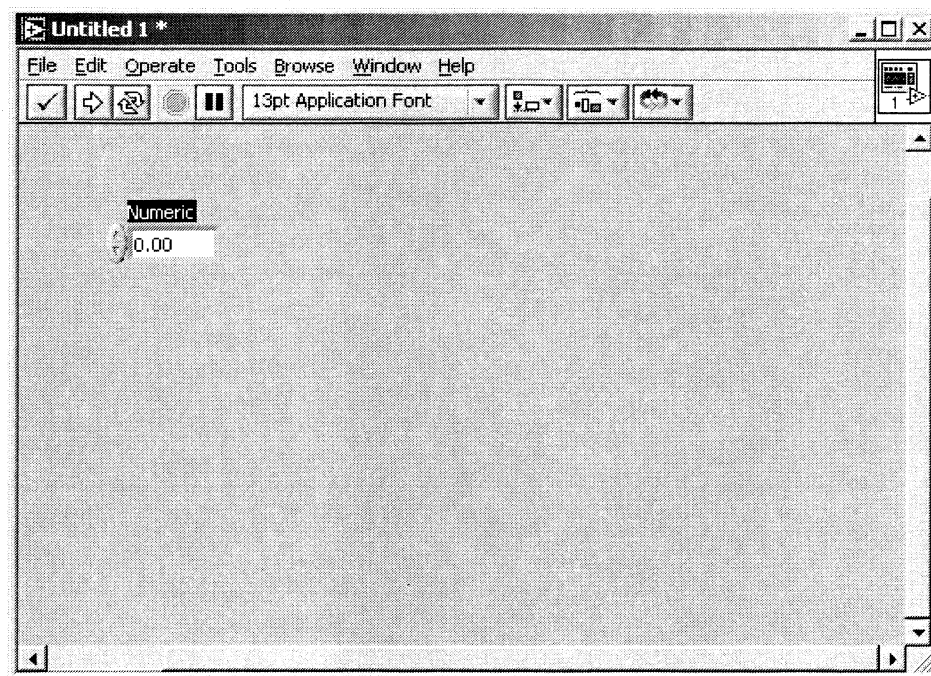 Untitled 1 *
File Edit Operate Tools Browse Window Help
13pt Application Font
1
Numeric
0.00